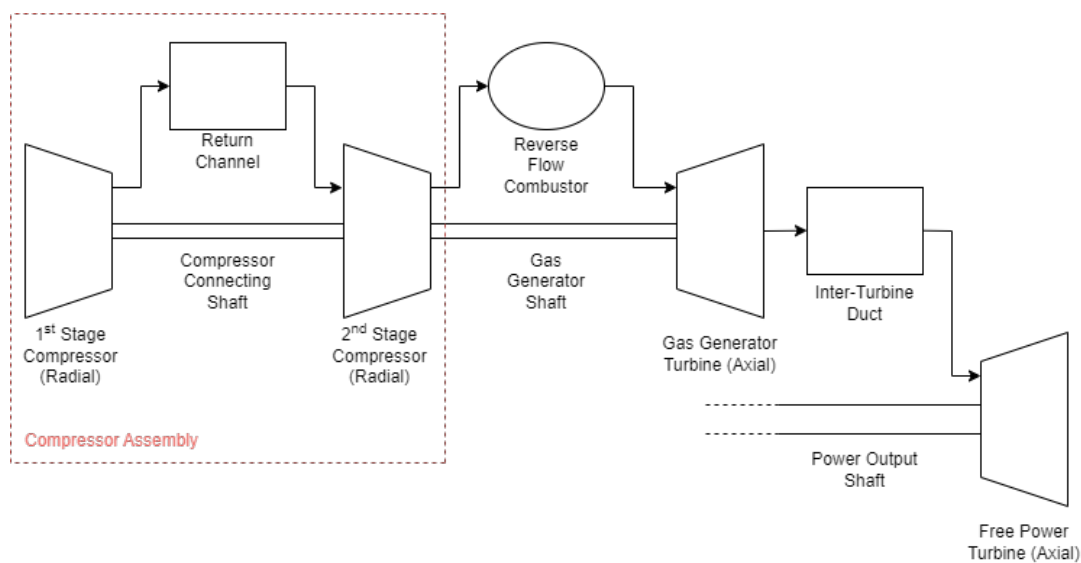 Return
Channel
Reverse
Flow
Combustor
Compressor
Connecting
Shaft
Gas
Generator
Shaft
Inter-Turbine
Duct
1st Stage
Compressor
(Radial)
2nd Stage
Compressor
(Radial)
Gas Generator
Turbine (Axial)
Compressor Assembly
Power Output
Shaft
Free Power
Turbine (Axial)